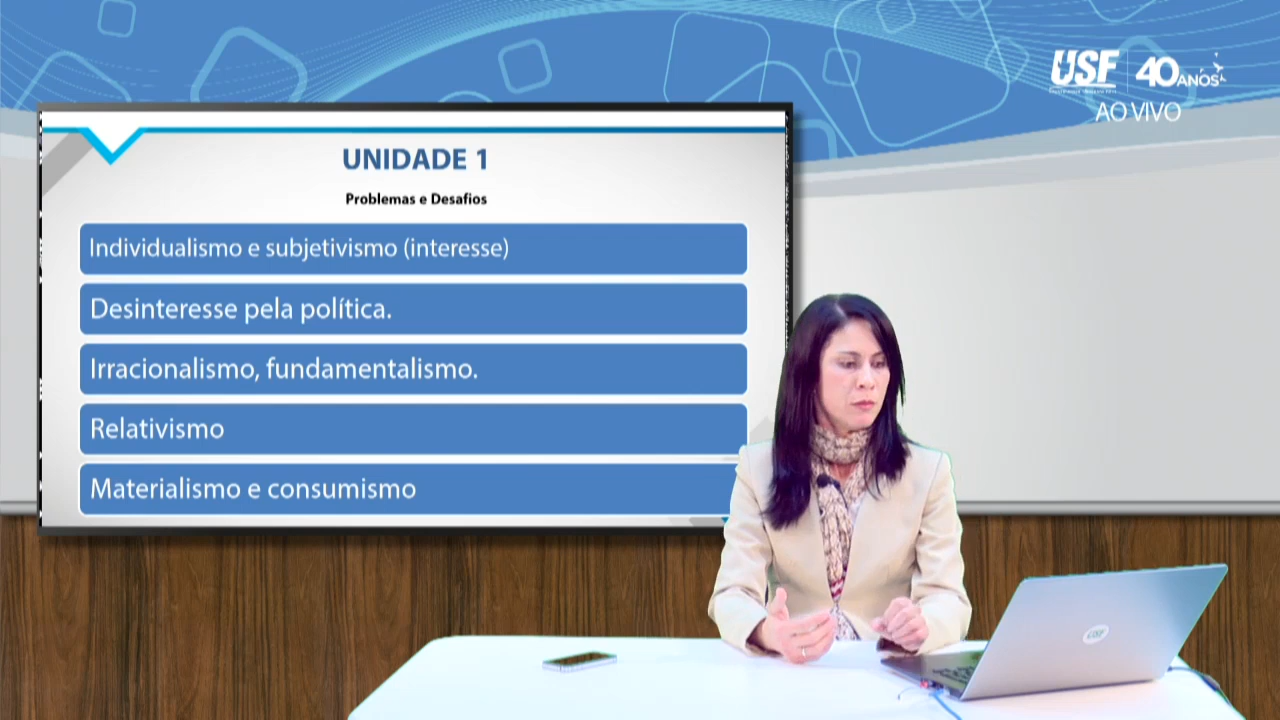 USF 40 ANOS
AO VIVO
UNIDADE 1
Problemas e Desafios
Individualismo e subjetivismo (interesse)
Desinteresse pela política.
Irracionalismo, fundamentalismo.
Relativismo
Materialismo e consumismo
USF